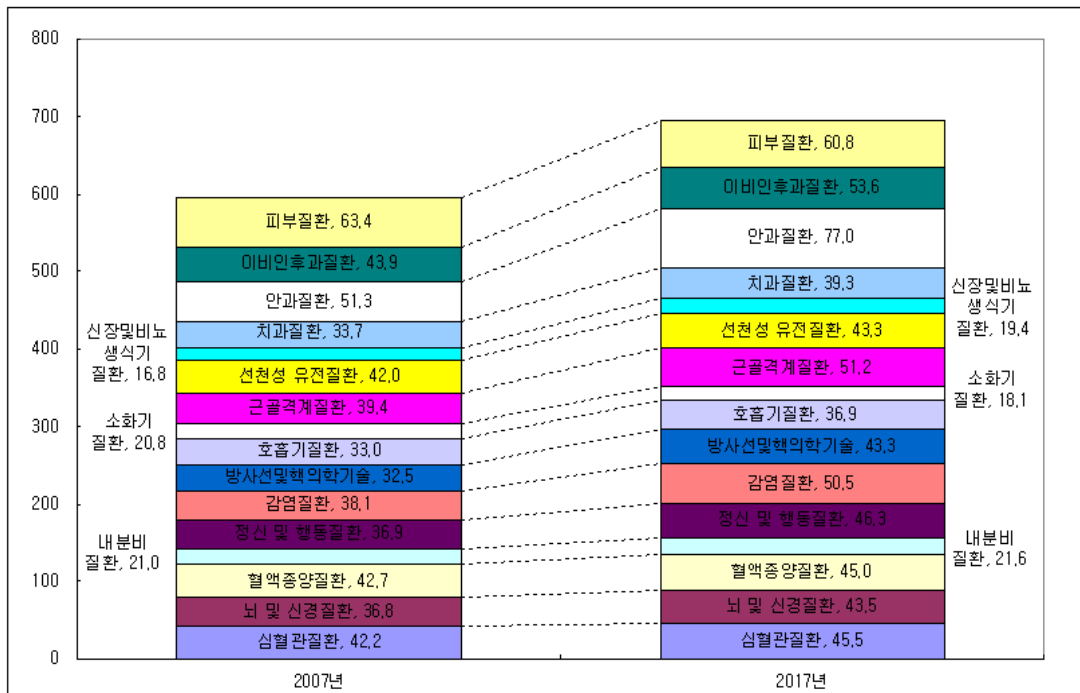 800
700
600
500
400
300
200
100
0
피부질환, 63.4
이비인후과질환, 43.9
안과질환, 51.3
치과질환, 33.7
신장및비뇨
생식기
질환, 16.8
선천성 유전질환, 42.0
근골격계질환, 39.4
소화기
질환, 20.8
호흡기질환, 33.0
방사선및핵의학기술, 32.5
감염질환, 38.1
정신 및 행동질환, 36.9
내분비
질환, 21.0
혈액종양질환, 42.7
뇌 및 신경질환, 36.8
심혈관질환, 42.2
피부질환, 60.8
이비인후과질환, 53.6
안과질환, 77.0
치과질환, 39.3
신장및비뇨
생식기
질환, 19.4
선천성 유전질환, 43.3
근골격계질환, 51.2
소화기
질환, 18.1
호흡기질환, 36.9
방사선및핵의학기술, 43.3
감염질환, 50.5
정신 및 행동질환, 46.3
내분비
질환, 21.6
혈액종양질환, 45.0
뇌 및 신경질환, 43.5
심혈관질환, 45.5
2007년
2017년